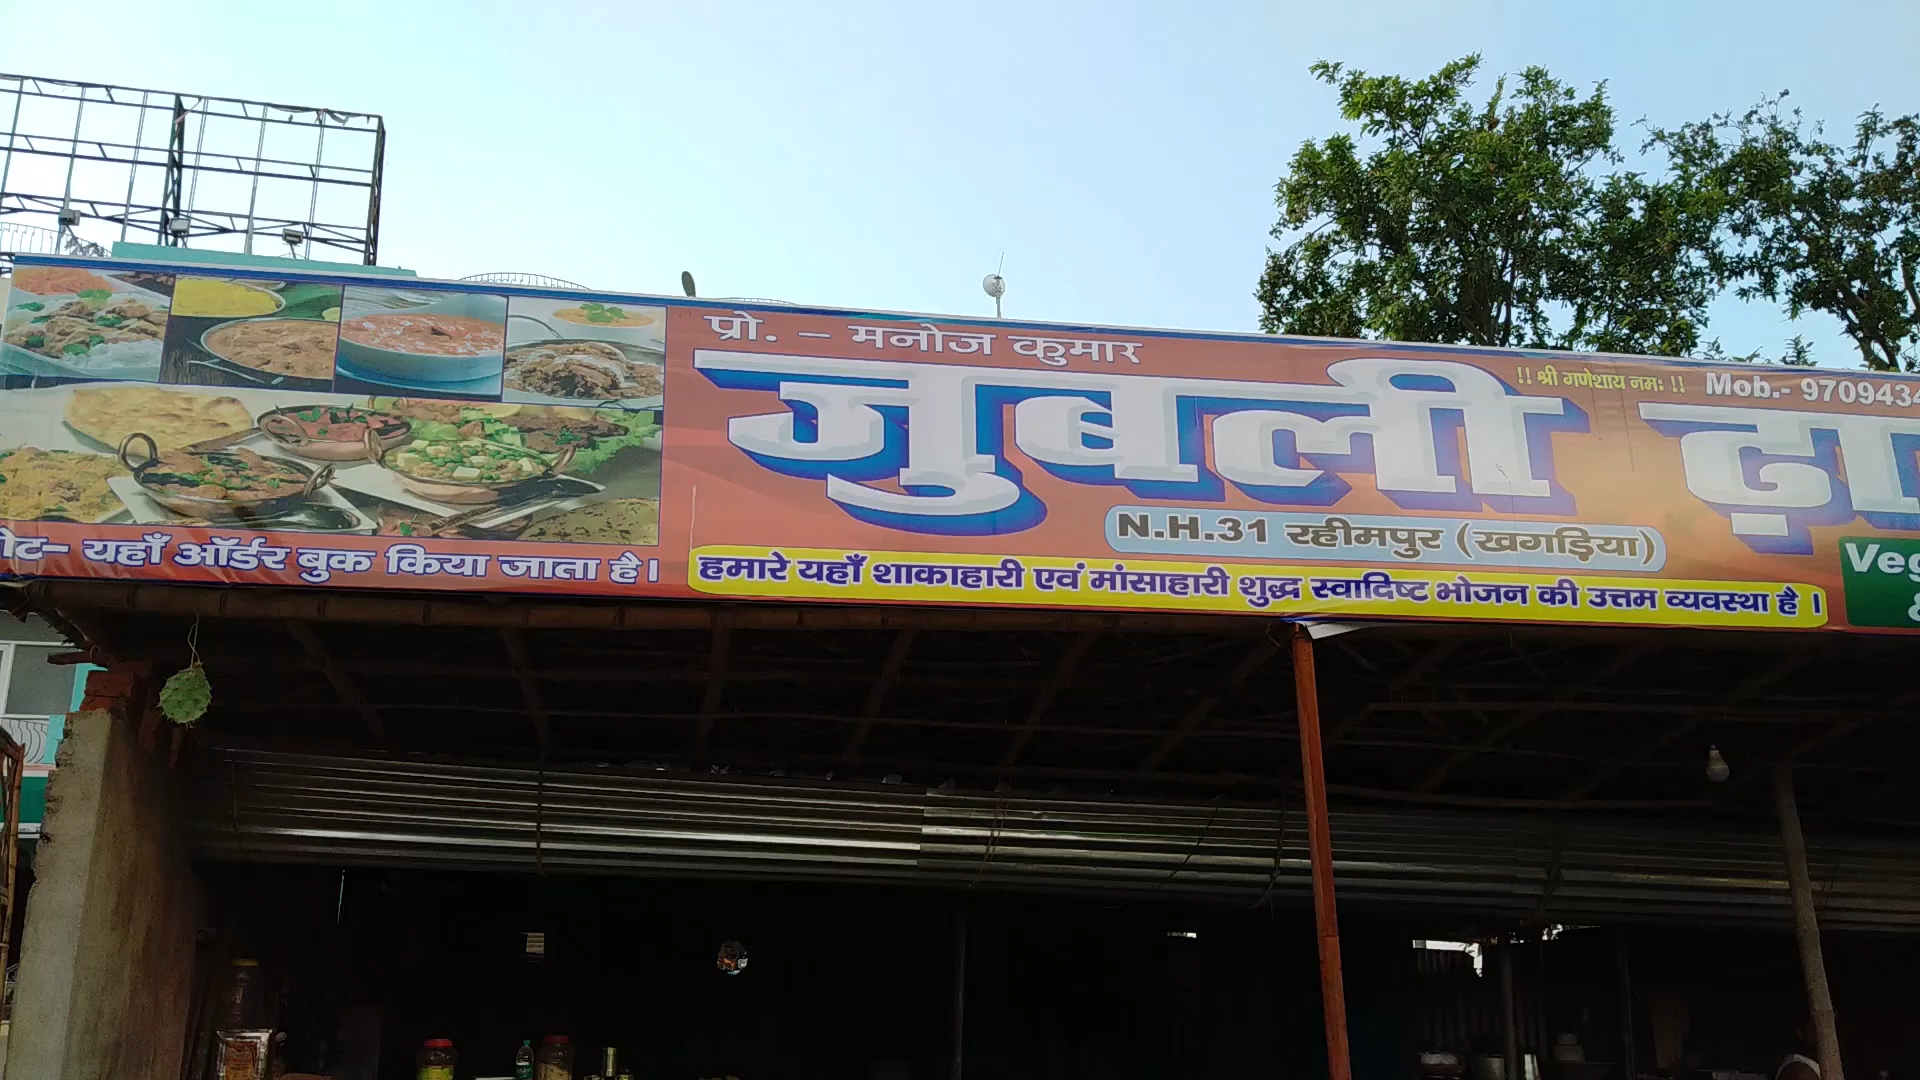 प्रो. – मनोज कुमार
!! श्री गणेशाय नमः !! Mob.- 970943
जुबली ढ़ा
N.H.31 रहीमपुर (खगड़िया)
हमारे यहाँ शाकाहारी एवं मांसाहारी शुद्ध स्वादिष्ट भोजन की उत्तम व्यवस्था है ।
यहाँ ऑर्डर बुक किया जाता है।
Veg
&